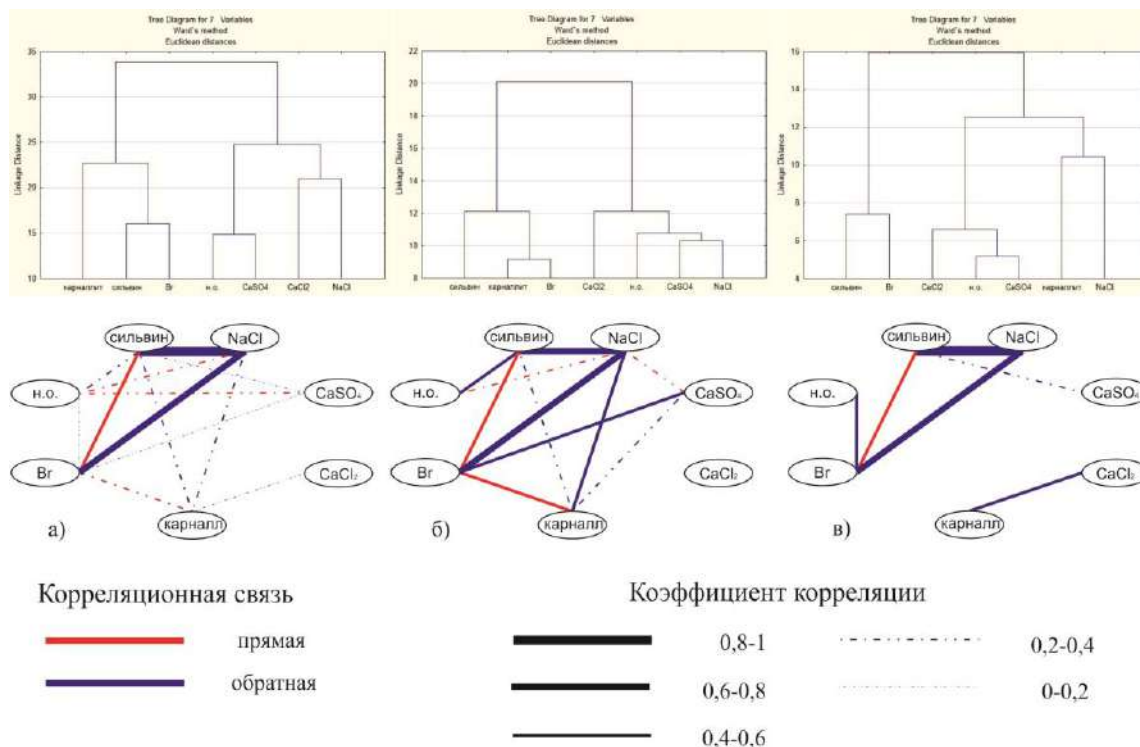 Tree Diagram for 7 Variables
Ward`s method
Euclidean distances
35
30
25
20
15
10
Linkage Distance
карналлит сильвин Br н.о. CaSO4 CaCl2 NaCl
Tree Diagram for 7 Variables
Ward`s method
Euclidean distances
22
20
18
16
14
12
10
8
Linkage Distance
сильвин карналлит Br CaCl2 н.о. CaSO4 NaCl
Tree Diagram for 7 Variables
Ward`s method
Euclidean distances
16
14
12
10
8
6
4
Linkage Distance
сильвин Br CaCl2 н.о. CaSO4 карналлит NaCl
сильвин NaCl
н.о. CaSO₄
Br CaCl₂
карналл
а)
сильвин NaCl
н.о. CaSO₄
Br CaCl₂
карналл
б)
сильвин NaCl
н.о. CaSO₄
Br CaCl₂
карналл
в)
Корреляционная связь
прямая
обратная
Коэффициент корреляции
0,8-1 0,2-0,4
0,6-0,8 0-0,2
0,4-0,6